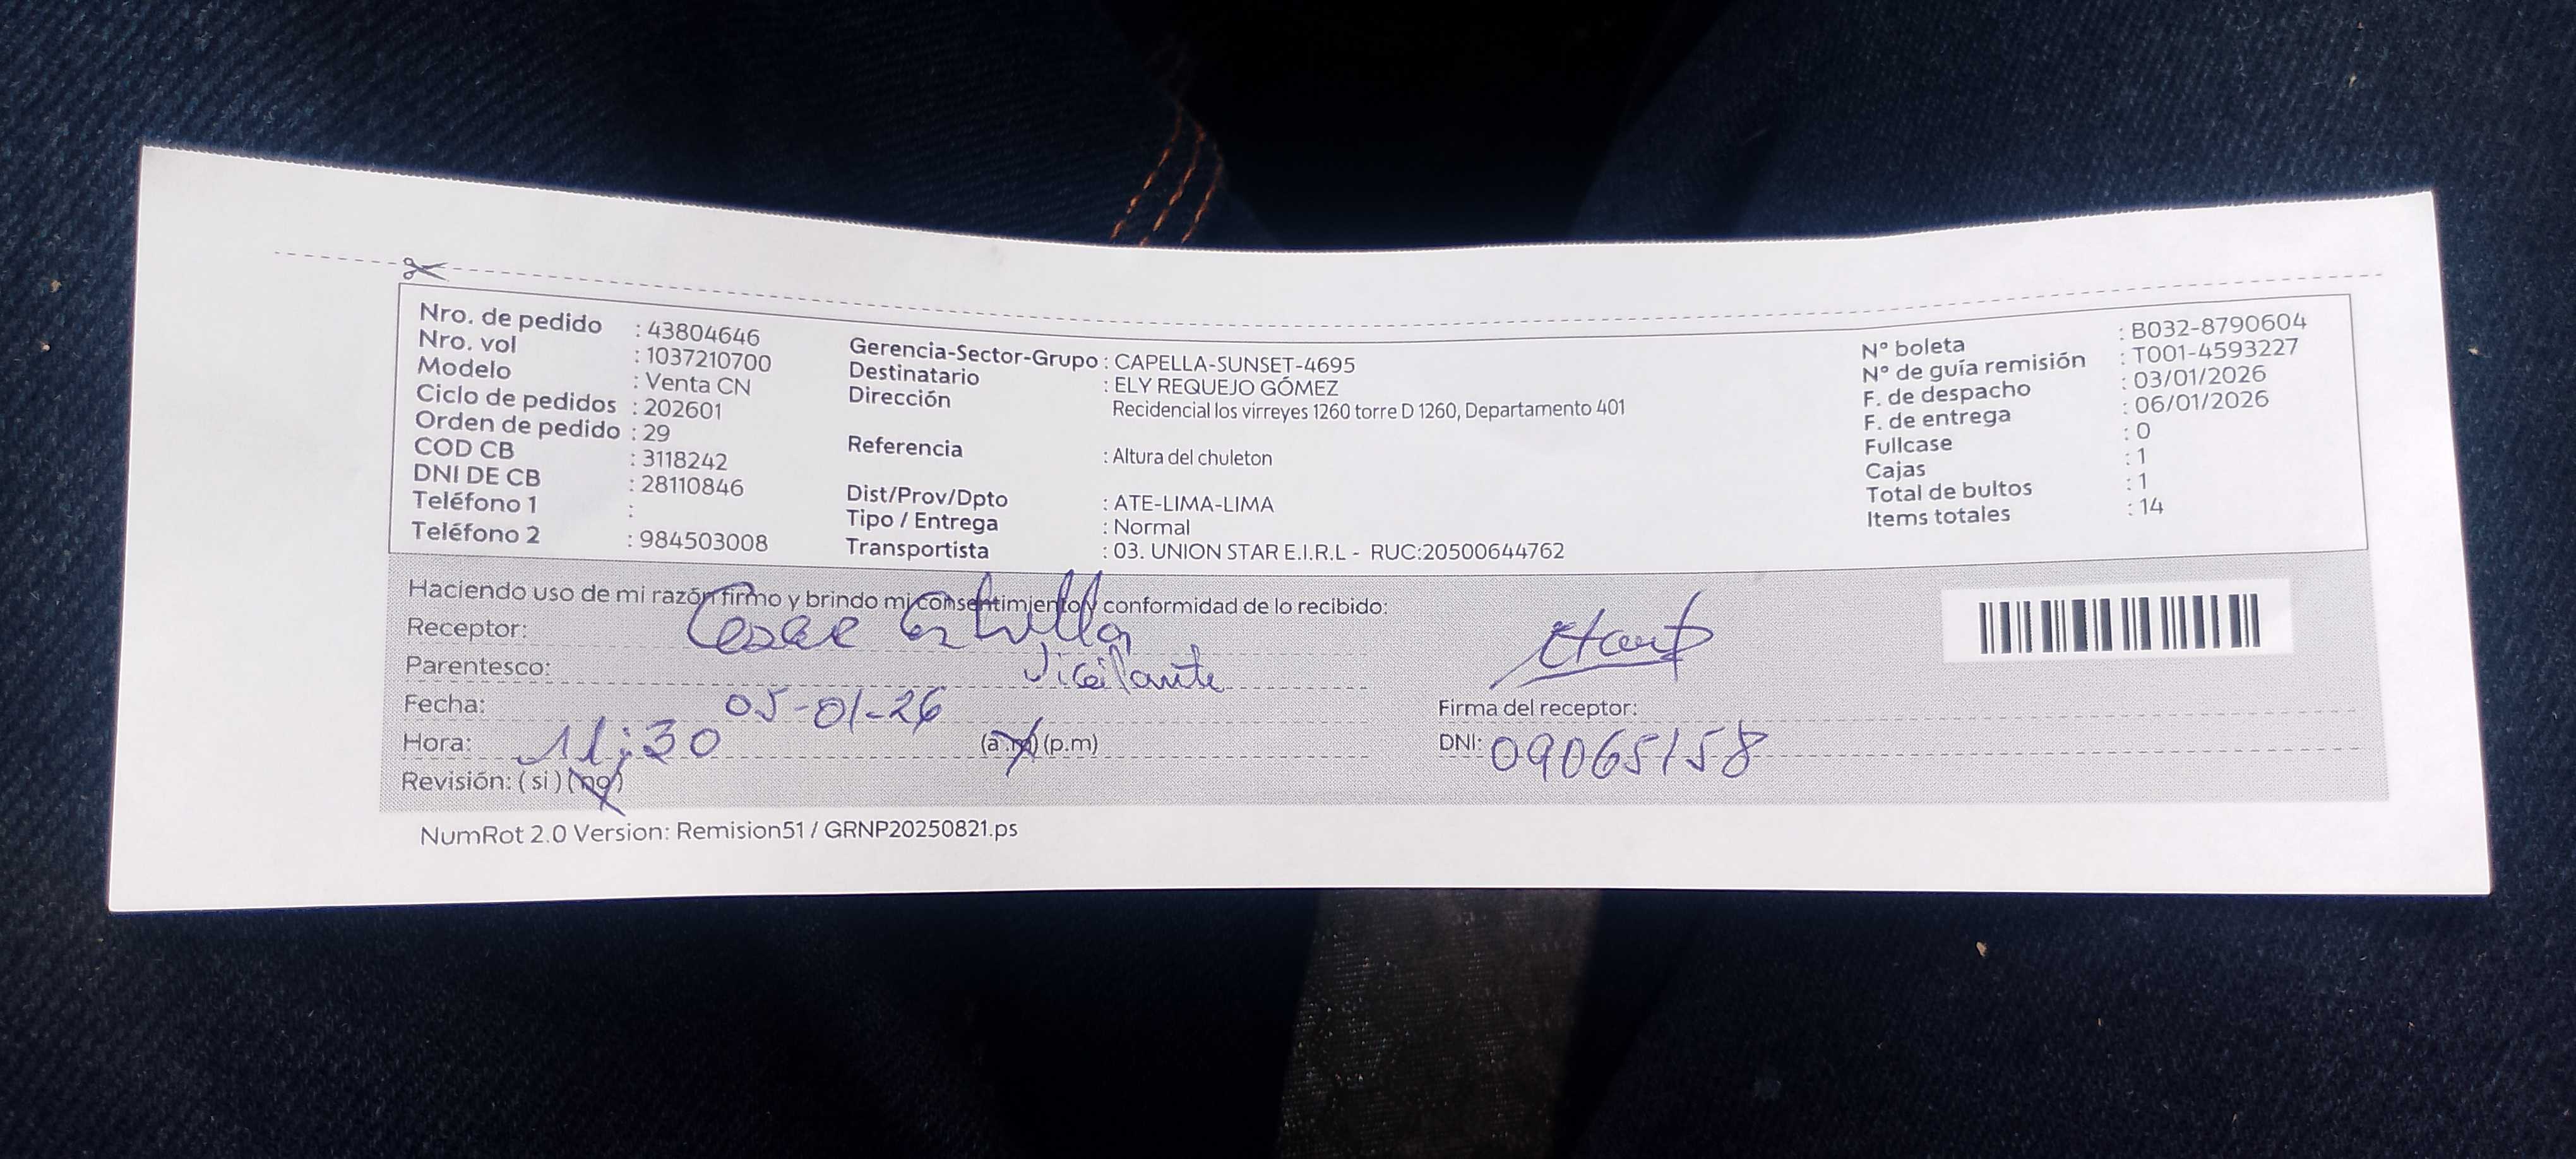 Nro. de pedido : 43804646
Nro. vol : 1037210700
Modelo : Venta CN
Ciclo de pedidos : 202601
Orden de pedido : 29
COD CB : 3118242
DNI DE CB : 28110846
Teléfono 1 :
Teléfono 2 : 984503008
Gerencia-Sector-Grupo : CAPELLA-SUNSET-4695
Destinatario : ELY REQUEJO GÓMEZ
Dirección Recidencial los virreyes 1260 torre D 1260, Departamento 401
Referencia : Altura del chuleton
Dist/Prov/Dpto : ATE-LIMA-LIMA
Tipo / Entrega : Normal
Transportista : 03. UNION STAR E.I.R.L - RUC:20500644762
N° boleta : B032-8790604
N° de guía remisión : T001-4593227
F. de despacho : 03/01/2026
F. de entrega : 06/01/2026
Fullcase : 0
Cajas : 1
Total de bultos : 1
Items totales : 14
Haciendo uso de mi razón firmo y brindo mi consentimiento y conformidad de lo recibido:
Receptor: Cesar
Parentesco: Vigilante
Fecha: 05-01-26
Hora: 11:30 (a.m) (p.m)
Revisión: (si) (no)
Firma del receptor:
DNI: 09065158
NumRot 2.0 Version: Remision51 / GRNP20250821.ps